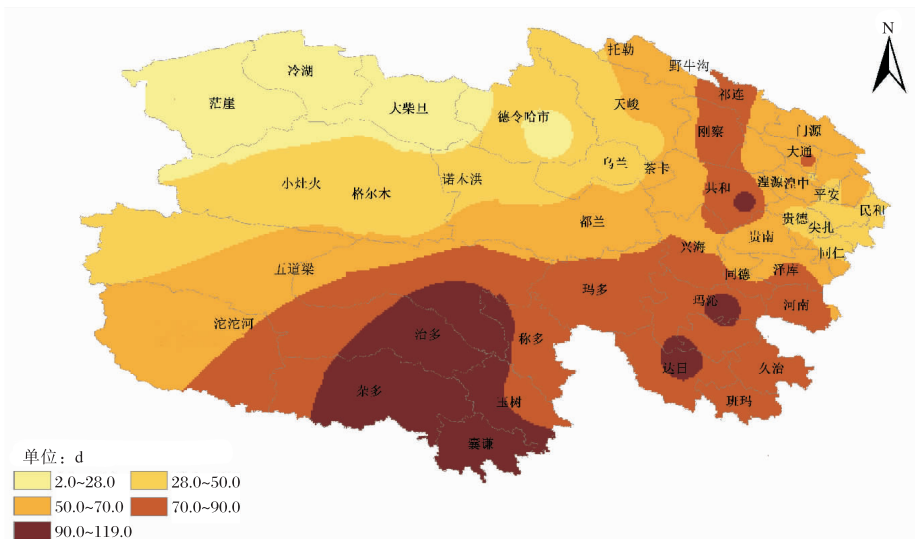 N
托勒
野牛沟
冷湖
祁连
茫崖
大柴旦
天峻
德令哈市
刚察
门源
大通
乌兰
茶卡
小灶火
格尔木
诺木洪
共和
湟源
湟中
平安
民和
都兰
贵德
尖扎
贵南
兴海
同仁
五道梁
同德
泽库
玛多
玛沁
河南
沱沱河
治多
称多
达日
久治
杂多
玉树
班玛
囊谦
单位：d
2.0~28.0
28.0~50.0
50.0~70.0
70.0~90.0
90.0~119.0